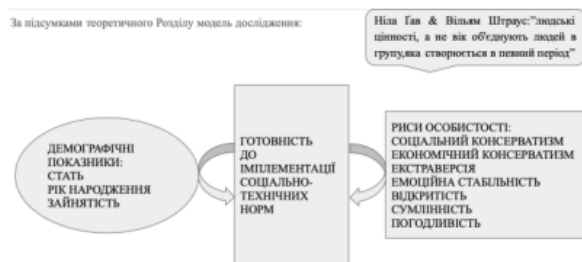 За підсумками теоретичного Розділу модель дослідження:
Ніла Гав & Вільям Штраус:"людські
цінності, а не вік об'єднують людей в
групу,яка створюється в певний період"
ДЕМОГРАФІЧНІ
ПОКАЗНИКИ:
СТАТЬ
РІК НАРОДЖЕННЯ
ЗАЙНЯТІСТЬ
ГОТОВНІСТЬ
ДО
ІМПЛЕМЕНТАЦІЇ
СОЦІАЛЬНО-
ТЕХНІЧНИХ
НОРМ
РИСИ ОСОБИСТОСТІ:
СОЦІАЛЬНИЙ КОНСЕРВАТИЗМ
ЕКОНОМІЧНИЙ КОНСЕРВАТИЗМ
ЕКСТРАВЕРСІЯ
ЕМОЦІЙНА СТАБІЛЬНІСТЬ
ВІДКРИТІСТЬ
СУМЛІННІСТЬ
ПОГОДЛИВІСТЬ